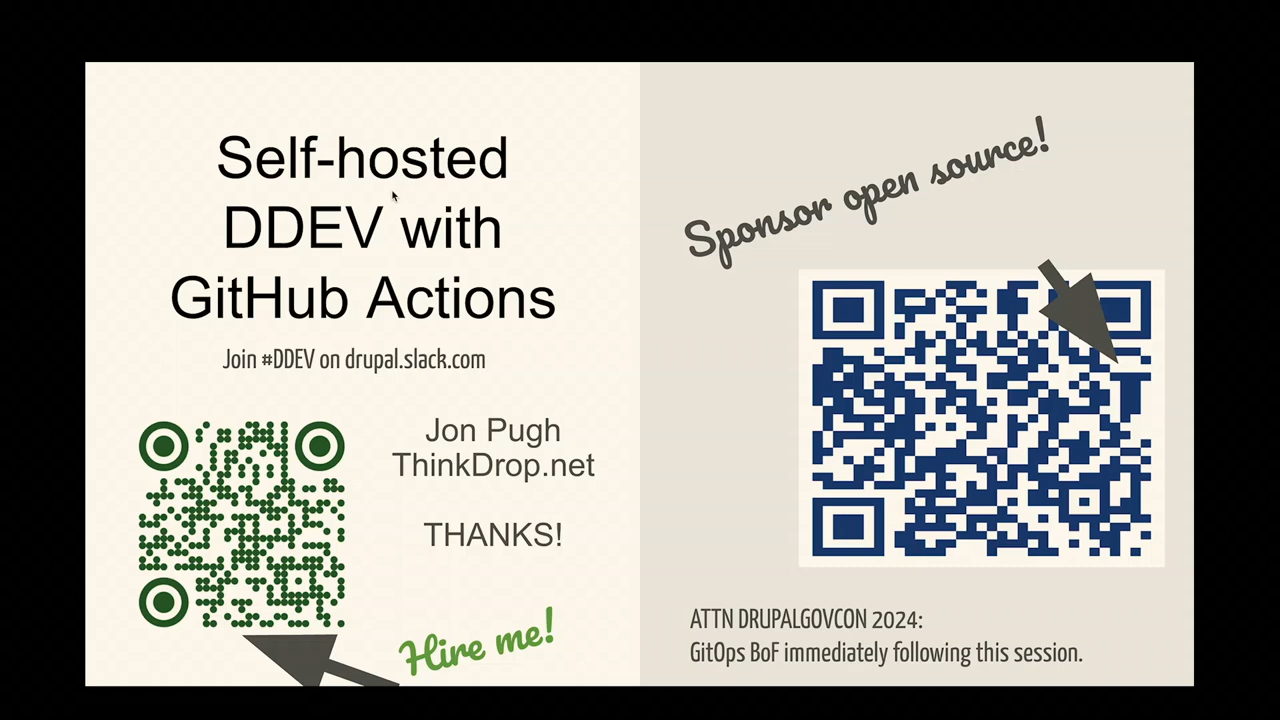 Self-hosted
DDEV with
GitHub Actions
Join #DDEV on drupal.slack.com
Jon Pugh
ThinkDrop.net
THANKS!
Hire me!
Sponsor open source!
ATTN DRUPALGOVCON 2024:
GitOps BoF immediately following this session.